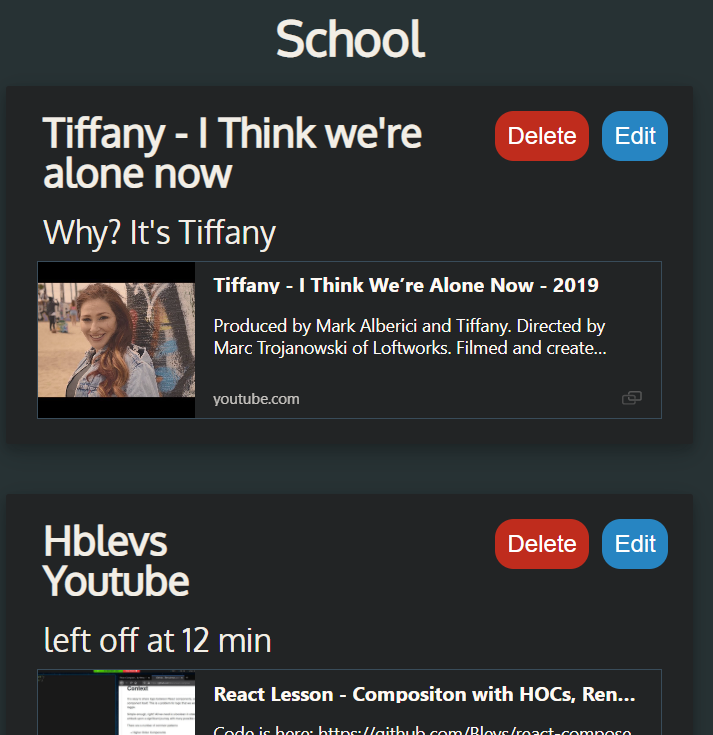 School
Tiffany - I Think we're
alone now
Delete
Edit
Why? It's Tiffany
Tiffany - I Think We’re Alone Now - 2019
Produced by Mark Alberici and Tiffany. Directed by
Marc Trojanowski of Loftworks. Filmed and create...
youtube.com
Hblevs
Youtube
Delete
Edit
left off at 12 min
Context
React Lesson - Compositon with HOCs, Ren...
Code is here: https://github.com/Blevs/react-compose